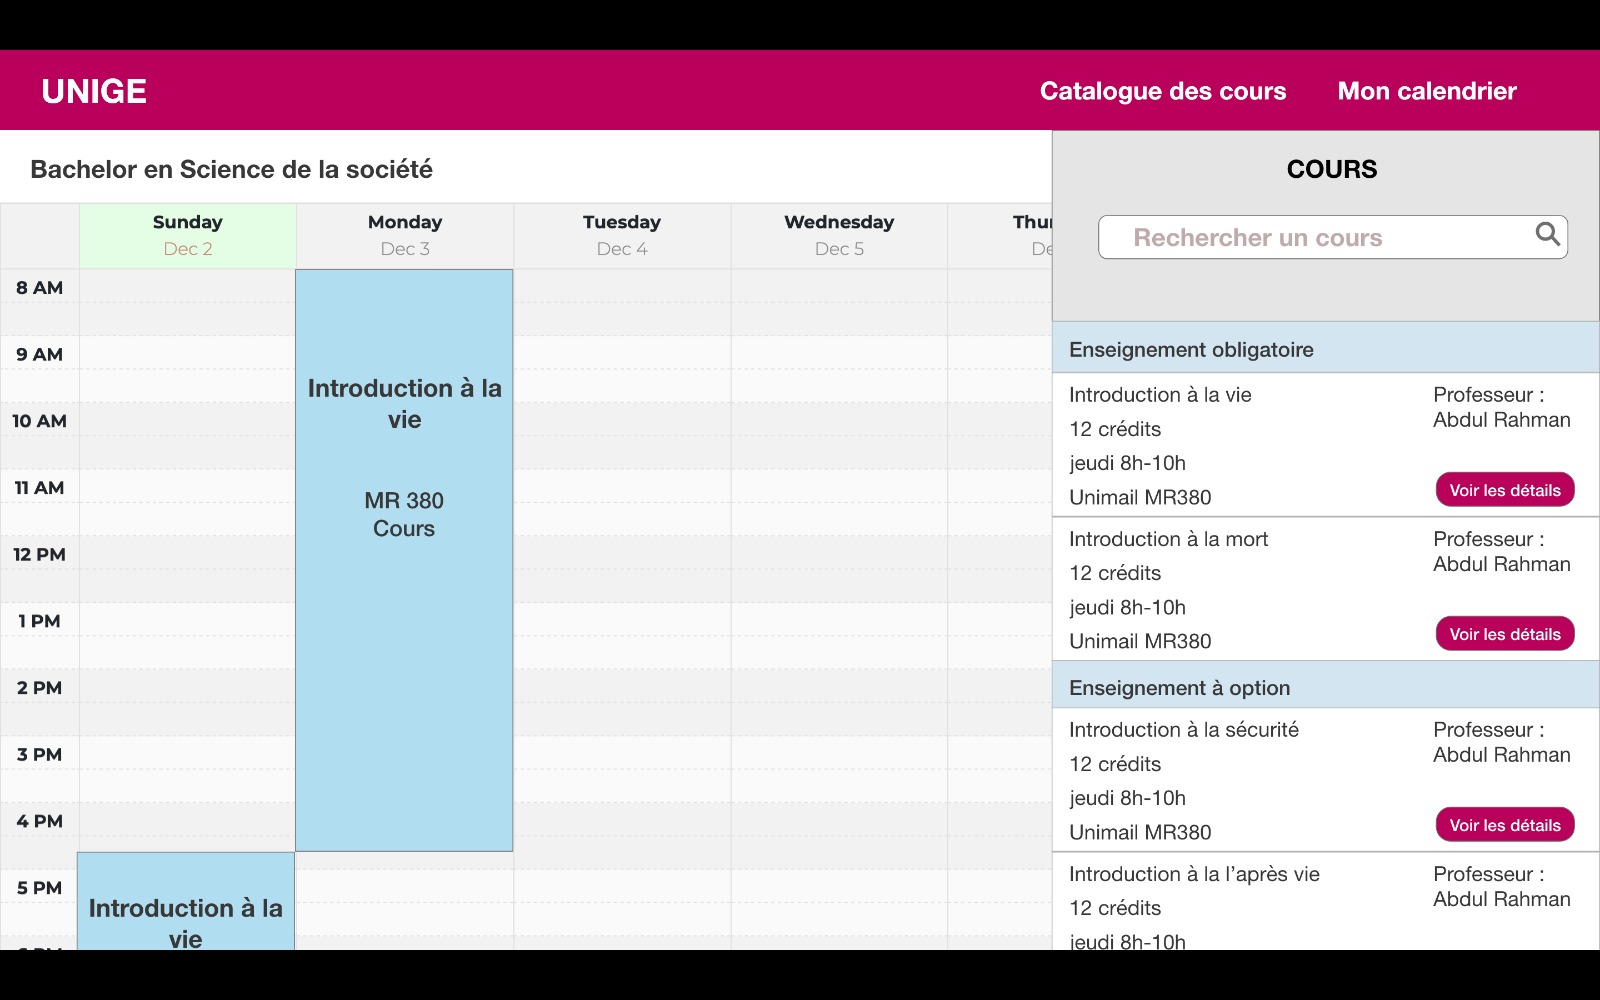 UNIGE
Catalogue des cours
Mon calendrier
Bachelor en Science de la société
Sunday
Dec 2
Monday
Dec 3
Tuesday
Dec 4
Wednesday
Dec 5
8 AM
9 AM
10 AM
11 AM
12 PM
1 PM
2 PM
3 PM
4 PM
5 PM
Introduction à la
vie
MR 380
Cours
Introduction à la
vie
COURS
Rechercher un cours
Enseignement obligatoire
Introduction à la vie
12 crédits
jeudi 8h-10h
Unimail MR380
Professeur :
Abdul Rahman
Voir les détails
Introduction à la mort
12 crédits
jeudi 8h-10h
Unimail MR380
Professeur :
Abdul Rahman
Voir les détails
Enseignement à option
Introduction à la sécurité
12 crédits
jeudi 8h-10h
Unimail MR380
Professeur :
Abdul Rahman
Voir les détails
Introduction à la l’après vie
12 crédits
jeudi 8h-10h
Professeur :
Abdul Rahman